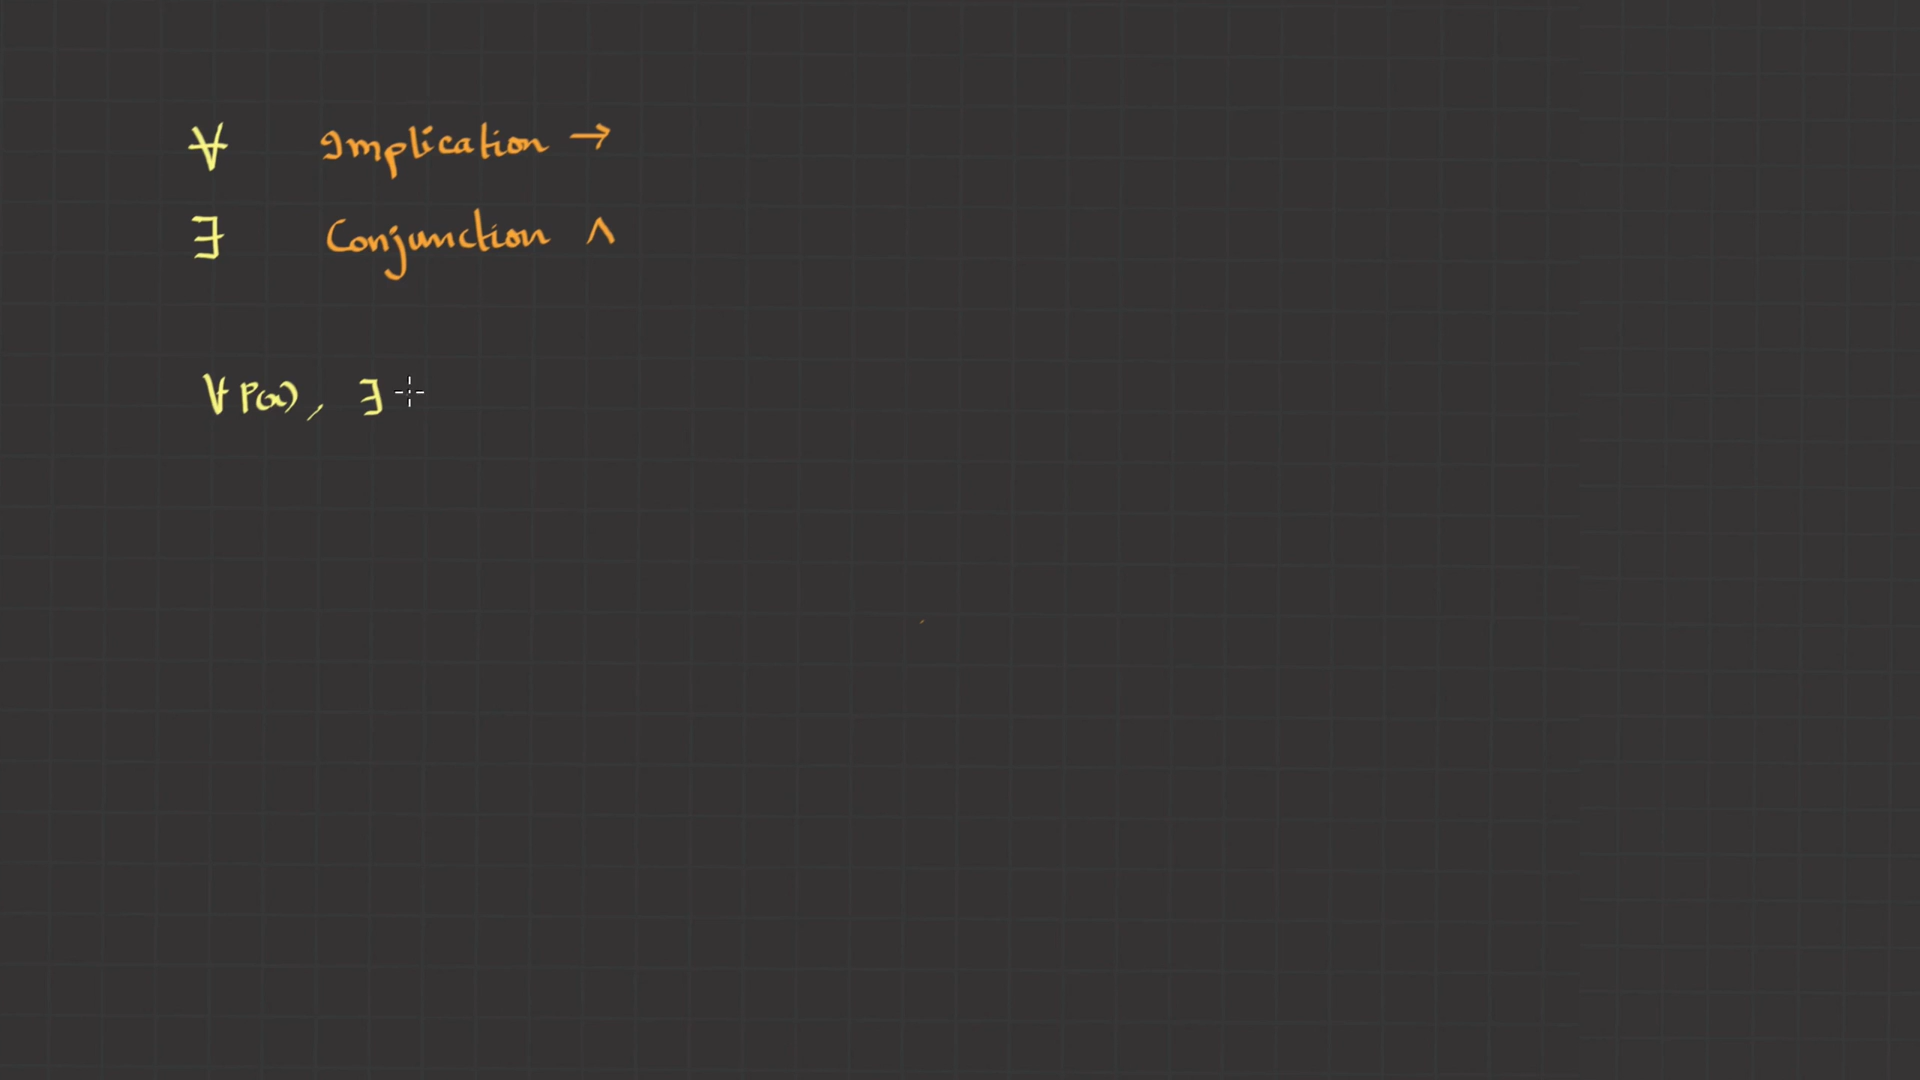 ∀ Implication →
∃ Conjunction ∧
∀ P(x), ∃